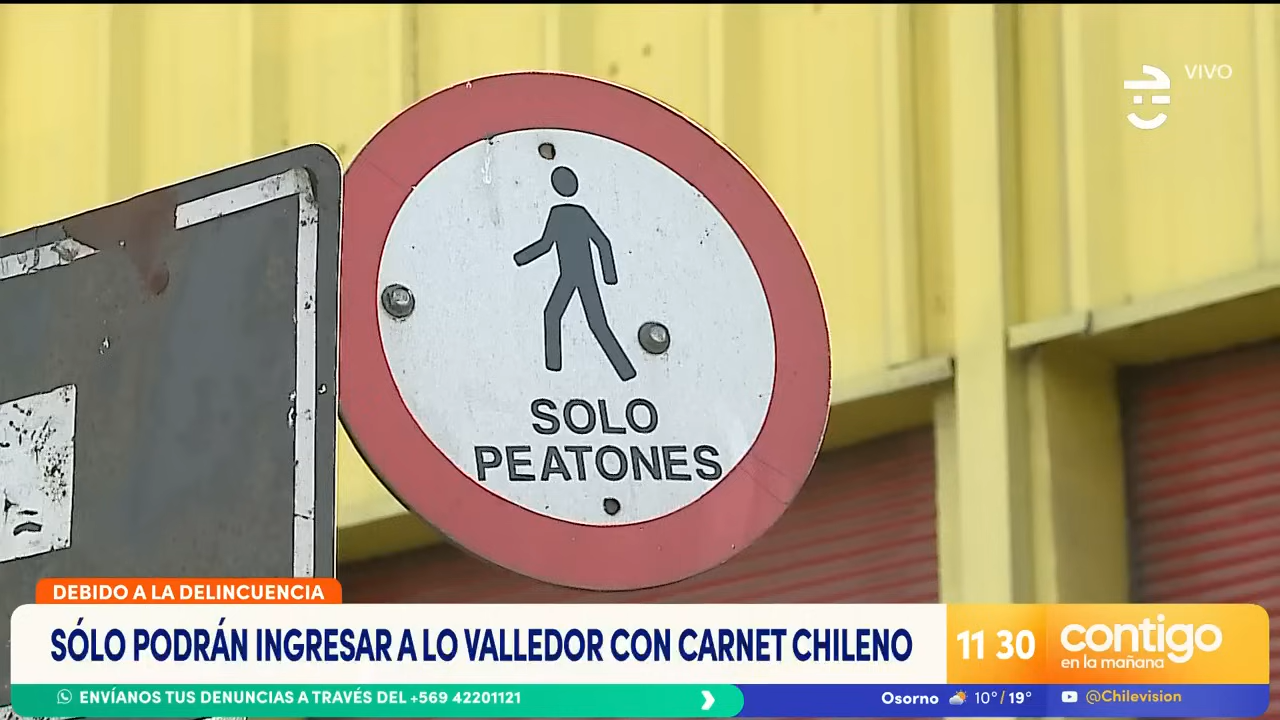 VIVO
SOLO
PEATONES
DEBIDO A LA DELINCUENCIA
SÓLO PODRÁN INGRESAR A LO VALLEDOR CON CARNET CHILENO
11 30
contigo
en la mañana
ENVÍANOS TUS DENUNCIAS A TRAVÉS DEL +569 42201121
Osorno 10°/ 19°
@Chilevision